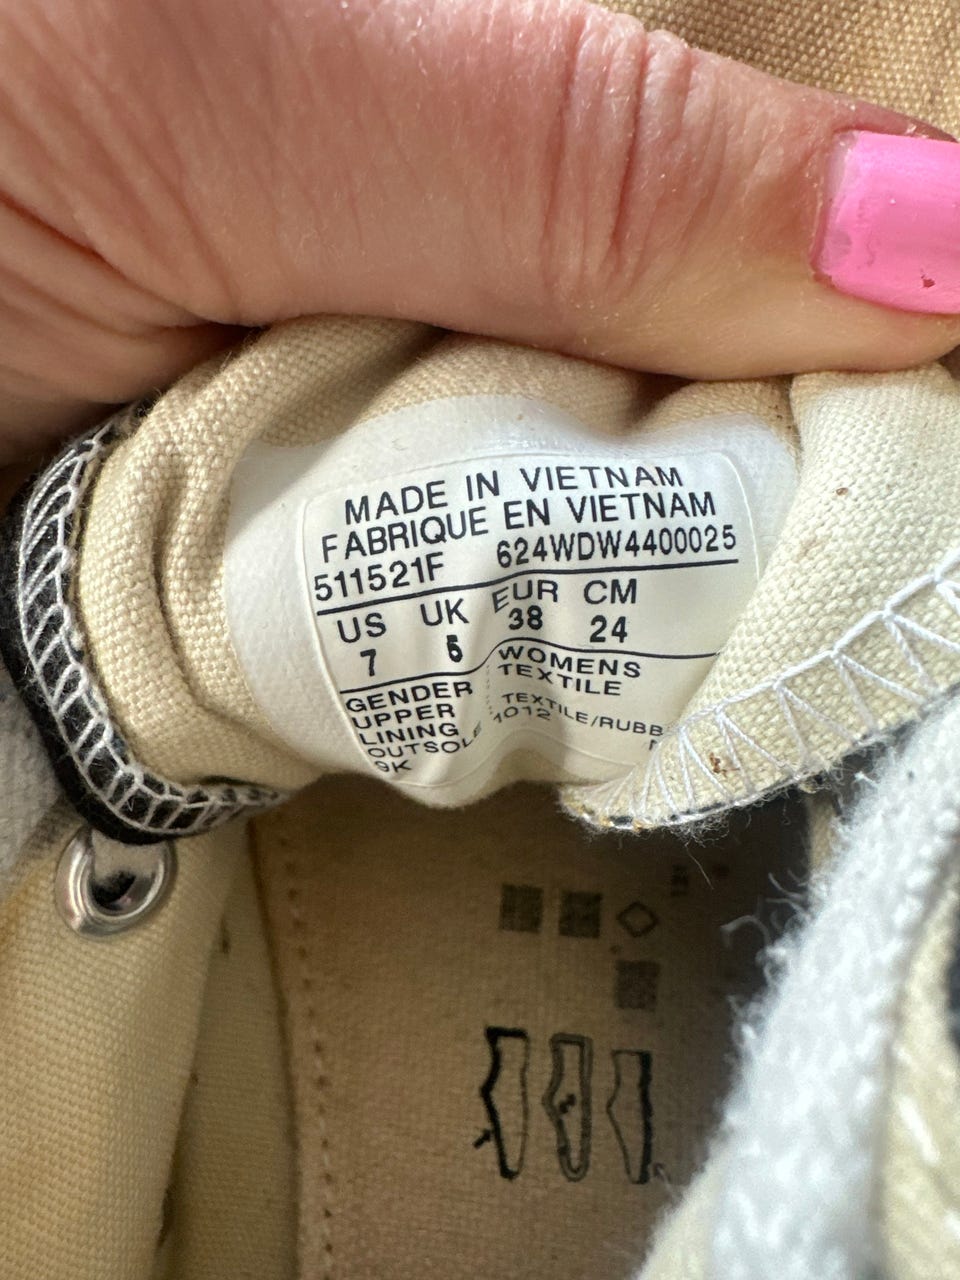 MADE IN VIETNAM
FABRIQUE EN VIETNAM
511521F 624WDW4400025
US UK EUR CM
7 5 38 24
GENDER WOMENS
UPPER TEXTILE
LINING TEXTILE/RUBB
OUTSOLE 1012
9K